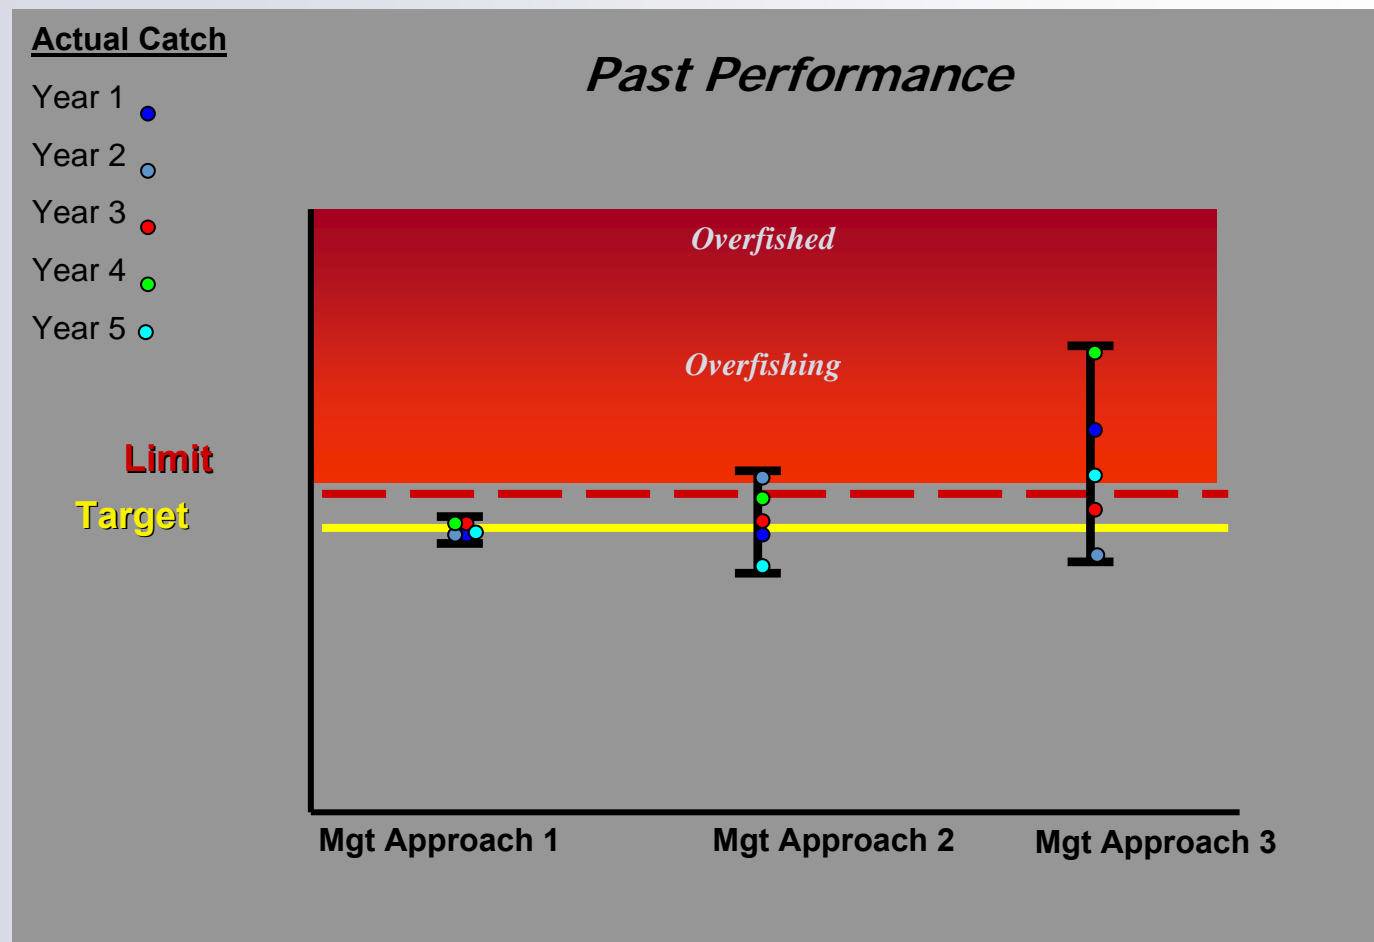 Actual Catch
Past Performance
Year 1
Year 2
Year 3
Year 4
Year 5
Overfished
Overfishing
Limit
Target
Mgt Approach 1
Mgt Approach 2
Mgt Approach 3